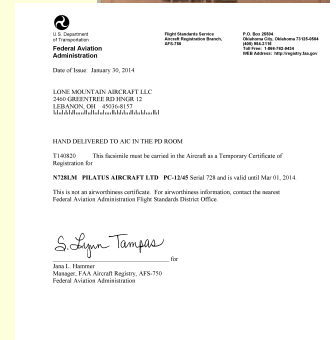 U.S. Department
of Transportation
Federal Aviation
Administration
Flight Standards Service
Aircraft Registration Branch,
AFS-750
P.O. Box 25504
Oklahoma City, Oklahoma 73125-0504
(405) 954-3116
Toll Free: 1-866-762-9434
WEB Address: http://registry.faa.gov
Date of Issue: January 30, 2014
LONE MOUNTAIN AIRCRAFT LLC
2460 GREENTREE RD HNGR 12
LEBANON, OH 45036-8157
HAND DELIVERED TO AIC IN THE PD ROOM
T140820 This facsimile must be carried in the Aircraft as a Temporary Certificate of
Registration for
N728LM PILATUS AIRCRAFT LTD PC-12/45 Serial 728 and is valid until Mar 01, 2014.
This is not an airworthiness certificate. For airworthiness information, contact the nearest
Federal Aviation Administration Flight Standards District Office.
S. Lynn Tampas
for
Jana L. Hammer
Manager, FAA Aircraft Registry, AFS-750
Federal Aviation Administration